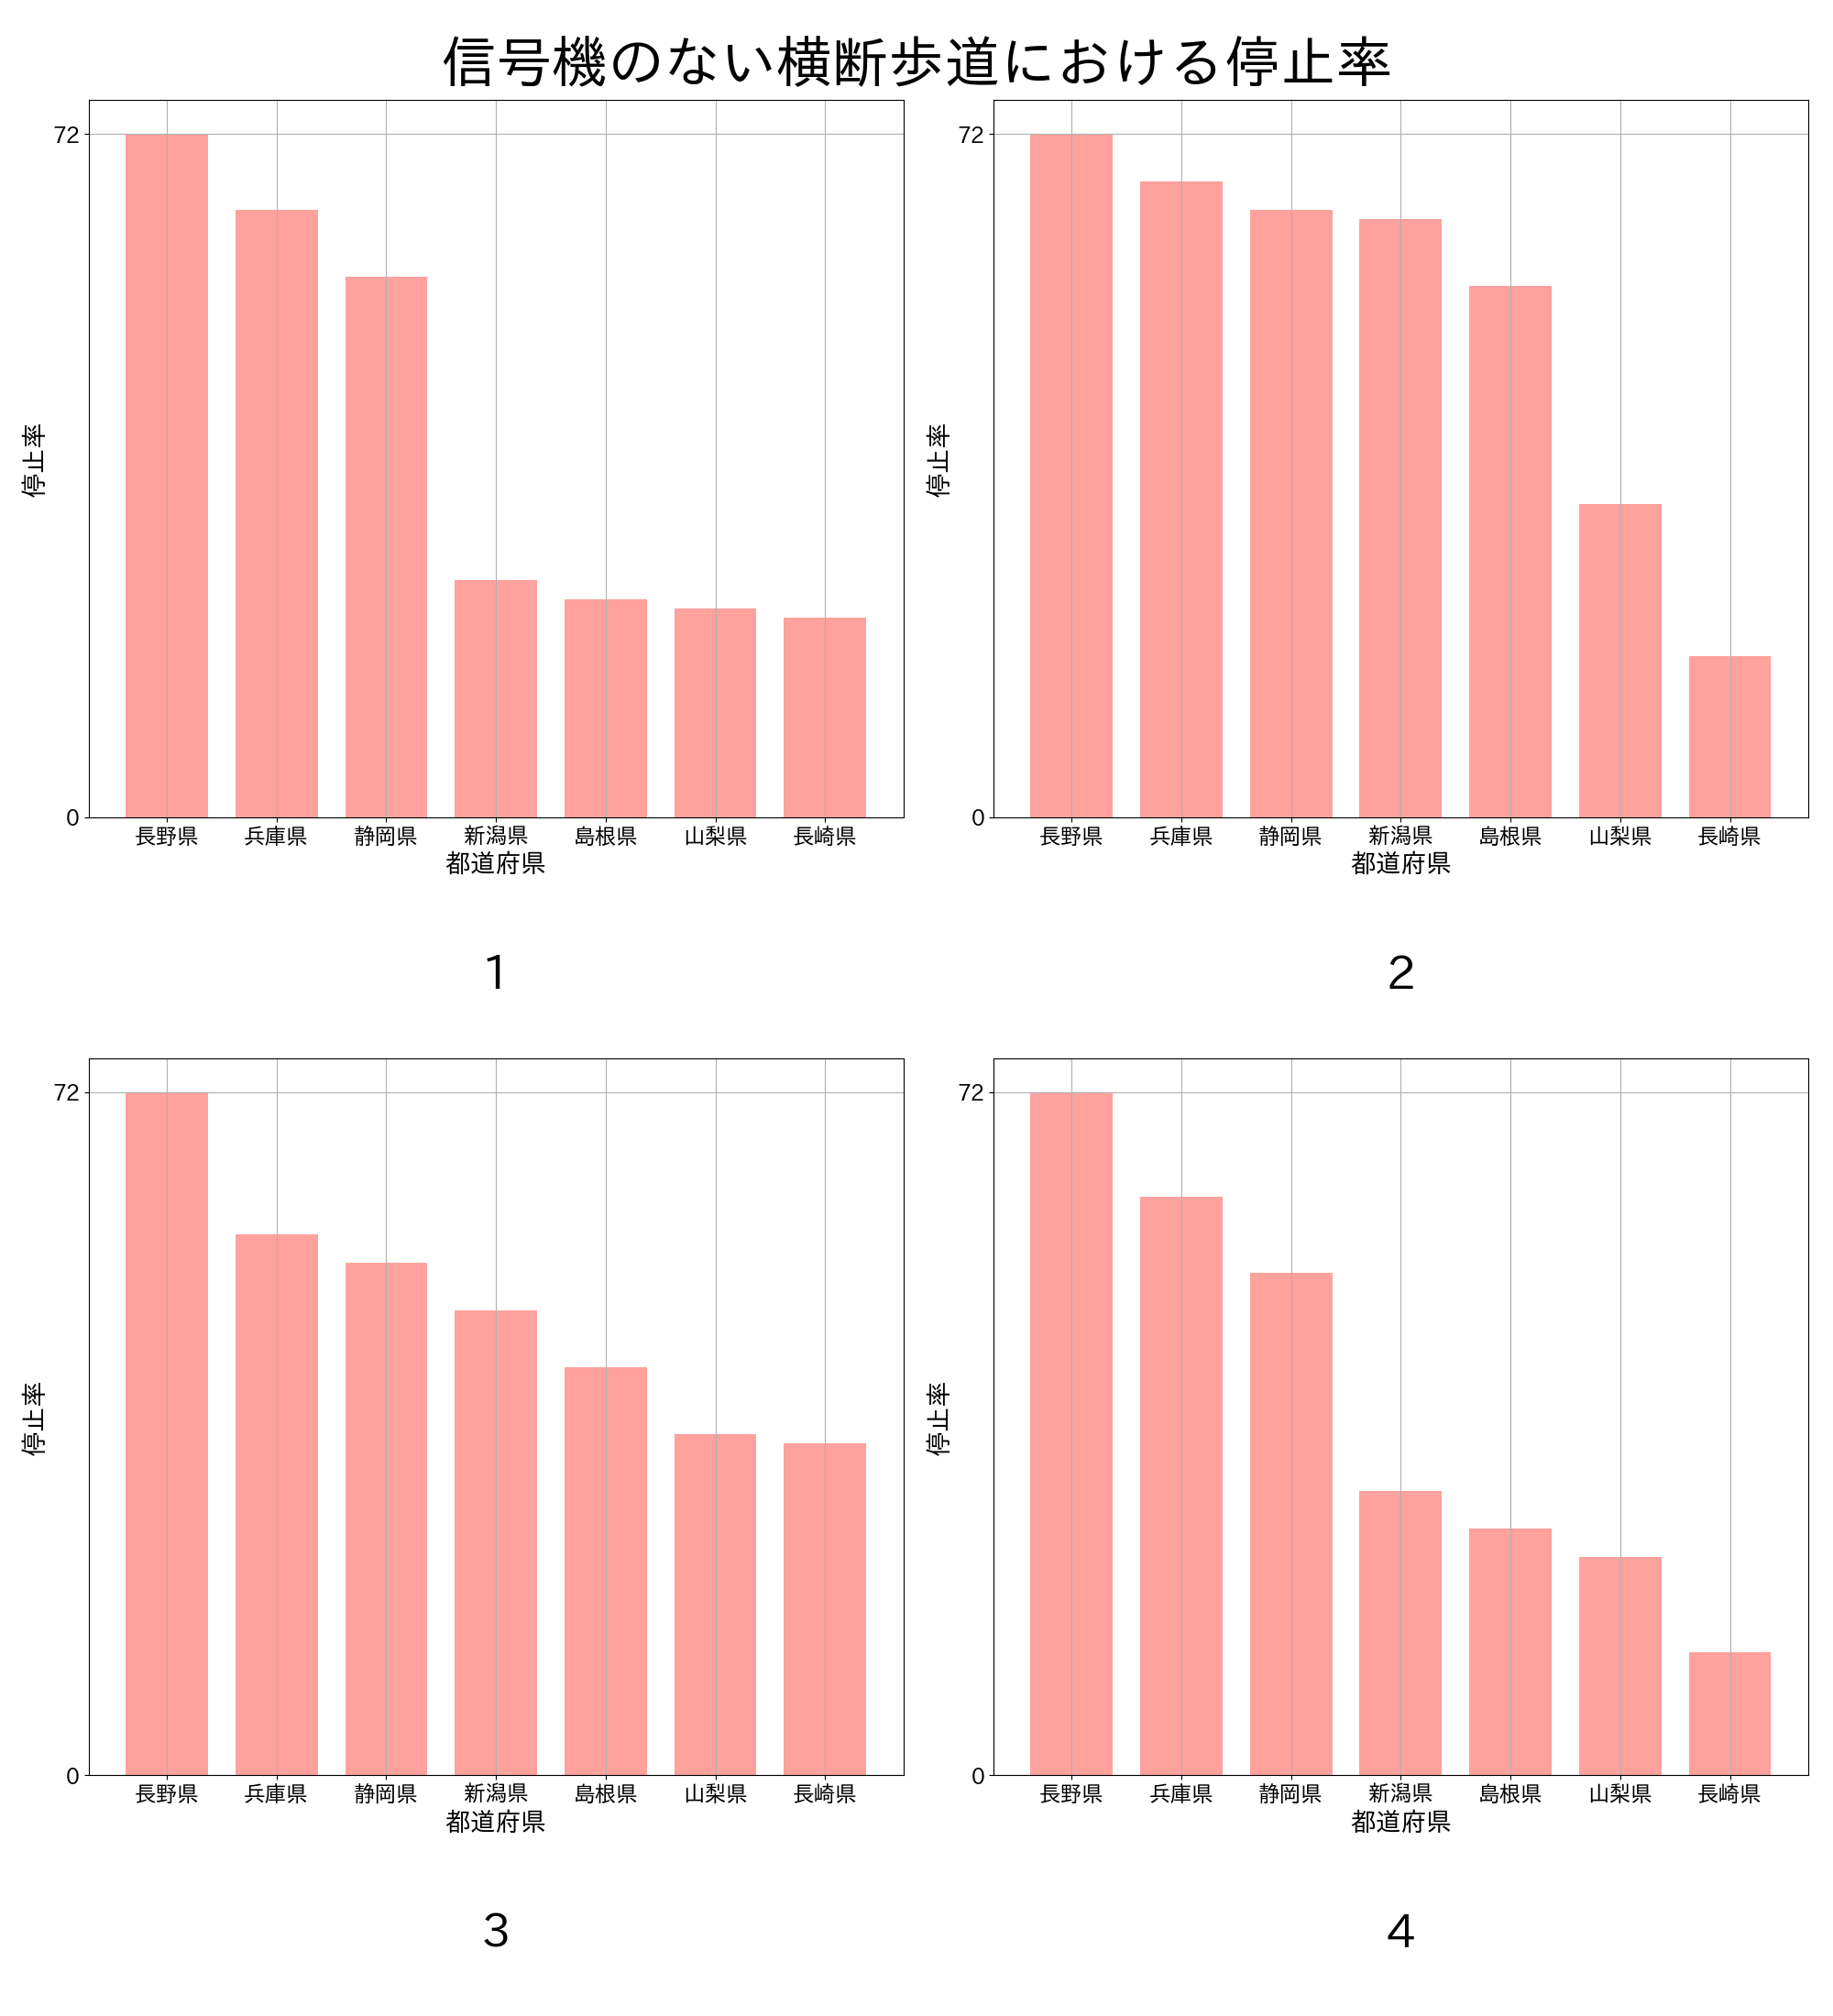 信号機のない横断歩道における停止率
72
0
停止率
長野県 兵庫県 静岡県 新潟県 島根県 山梨県 長崎県
都道府県
1
72
0
停止率
長野県 兵庫県 静岡県 新潟県 島根県 山梨県 長崎県
都道府県
2
72
0
停止率
長野県 兵庫県 静岡県 新潟県 島根県 山梨県 長崎県
都道府県
3
72
0
停止率
長野県 兵庫県 静岡県 新潟県 島根県 山梨県 長崎県
都道府県
4